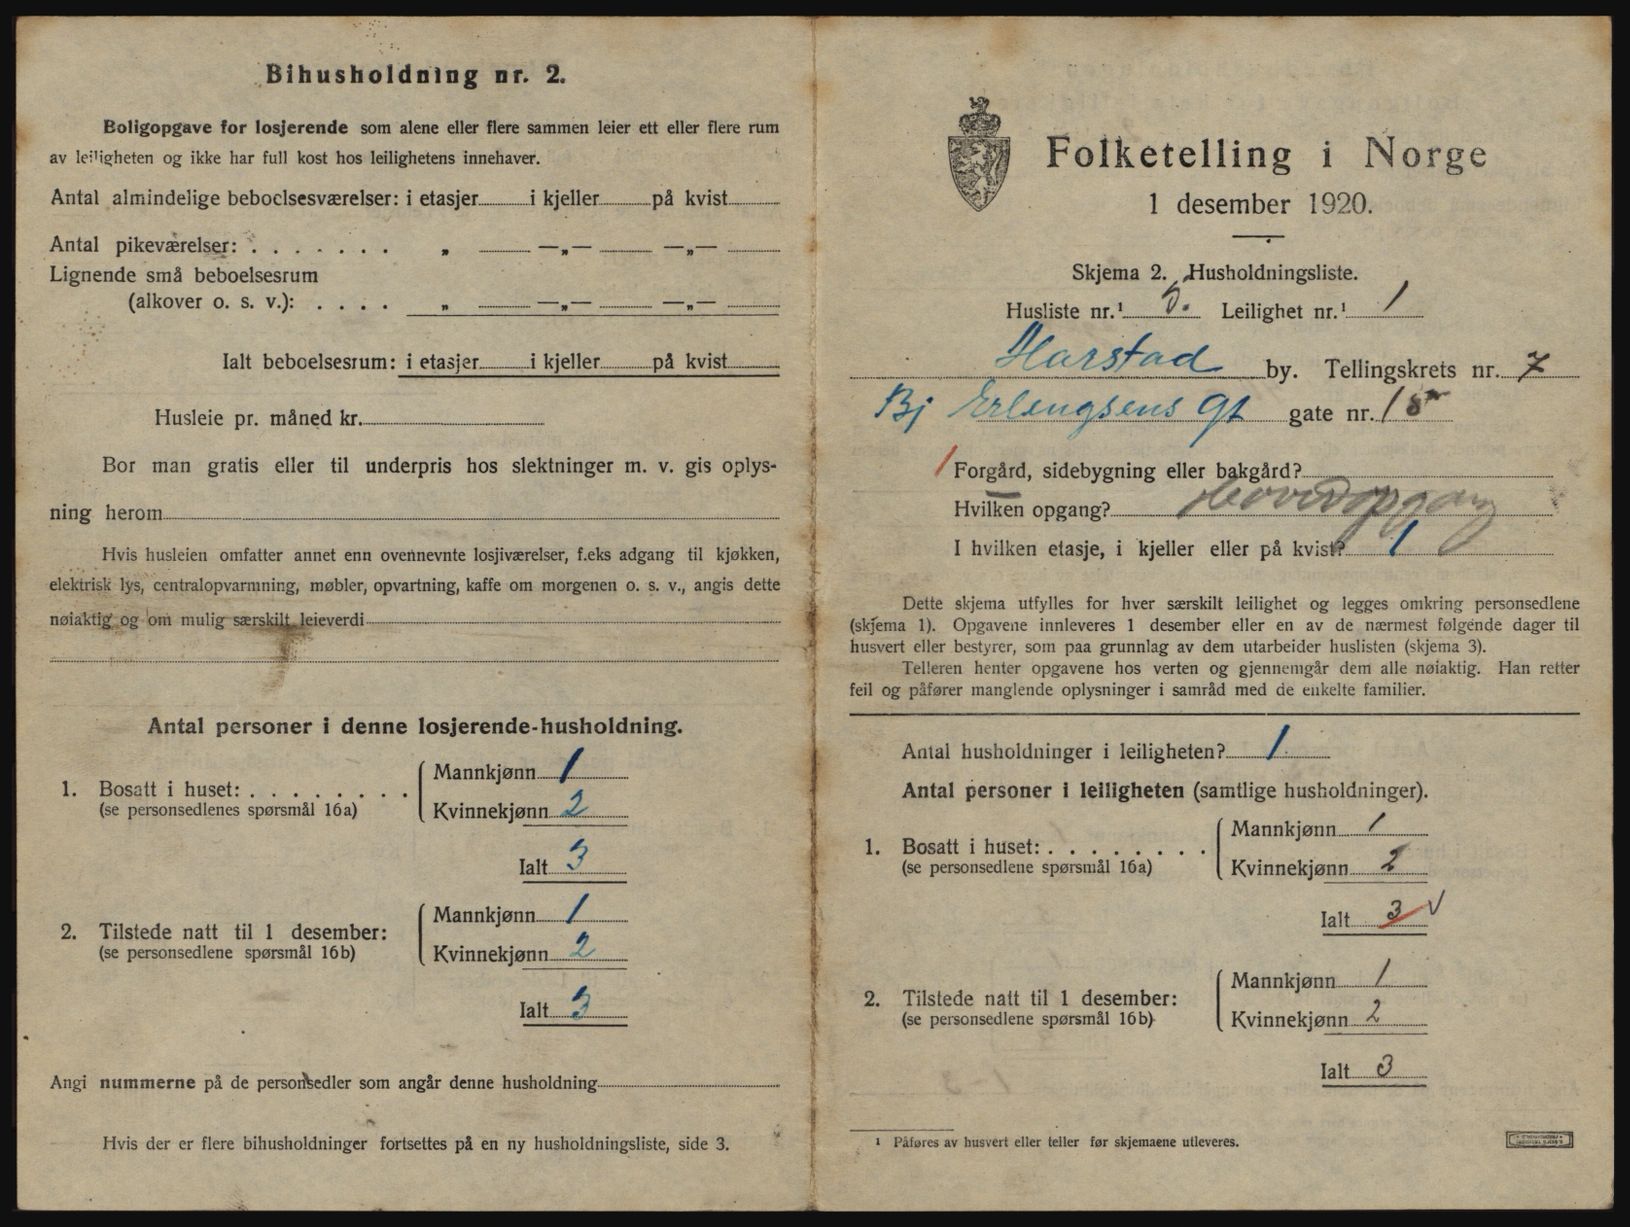 Bihusholdning nr. 2.
Boligopgave for losjerende som alene eller flere sammen leier ett eller flere rum
av leiligheten og ikke har full kost hos leilighetens innehaver.
Antal almindelige beboelsesværelser: i etasjer i kjeller på kvist
Antal pikeværelser: . . . . . . . „ —„— —„—
Lignende små beboelsesrum
(alkover o. s. v.): . . . . „ —„— —„—
Ialt beboelsesrum: i etasjer i kjeller på kvist
Husleie pr. måned kr.
Bor man gratis eller til underpris hos slektninger m. v. gis oplys-
ning herom
Hvis husleien omfatter annet enn ovennevnte losjiværelser, f.eks adgang til kjøkken,
elektrisk lys, centralopvarmning, møbler, opvartning, kaffe om morgenen o. s. v., angis dette
nøiaktig og om mulig særskilt leieverdi
Antal personer i denne losjerende-husholdning.
1. Bosatt i huset: . . . . . . . .
(se personsedlenes spørsmål 16a)
Mannkjønn 1
Kvinnekjønn 2
Ialt 3
2. Tilstede natt til 1 desember:
(se personsedlene spørsmål 16b)
Mannkjønn 1
Kvinnekjønn 2
Ialt 3
Angi nummerne på de personsedler som angår denne husholdning
Hvis der er flere bihusholdninger fortsettes på en ny husholdningsliste, side 3.
Folketelling i Norge
1 desember 1920.
Skjema 2. Husholdningsliste.
Husliste nr.¹ Leilighet nr.¹ 1
Harstad by. Tellingskrets nr. 7
Bj Erlengsens gt gate nr. 15
1 Forgård, sidebygning eller bakgård?
Hvilken opgang? Hovedopgang
I hvilken etasje, i kjeller eller på kvist? 1
Dette skjema utfylles for hver særskilt leilighet og legges omkring personsedlene
(skjema 1). Opgavene innleveres 1 desember eller en av de nærmest følgende dager til
husvert eller bestyrer, som paa grunnlag av dem utarbeider huslisten (skjema 3).
Telleren henter opgavene hos verten og gjennemgår dem alle nøiaktig. Han retter
feil og påfører manglende oplysninger i samråd med de enkelte familier.
Antal husholdninger i leiligheten? 1
Antal personer i leiligheten (samtlige husholdninger).
1. Bosatt i huset: . . . . . . . .
(se personsedlene spørsmål 16a)
Mannkjønn 1
Kvinnekjønn 2
Ialt 3
2. Tilstede natt til 1 desember:
(se personsedlene spørsmål 16b)
Mannkjønn 1
Kvinnekjønn 2
Ialt 3
¹ Påføres av husvert eller teller før skjemaene utleveres.